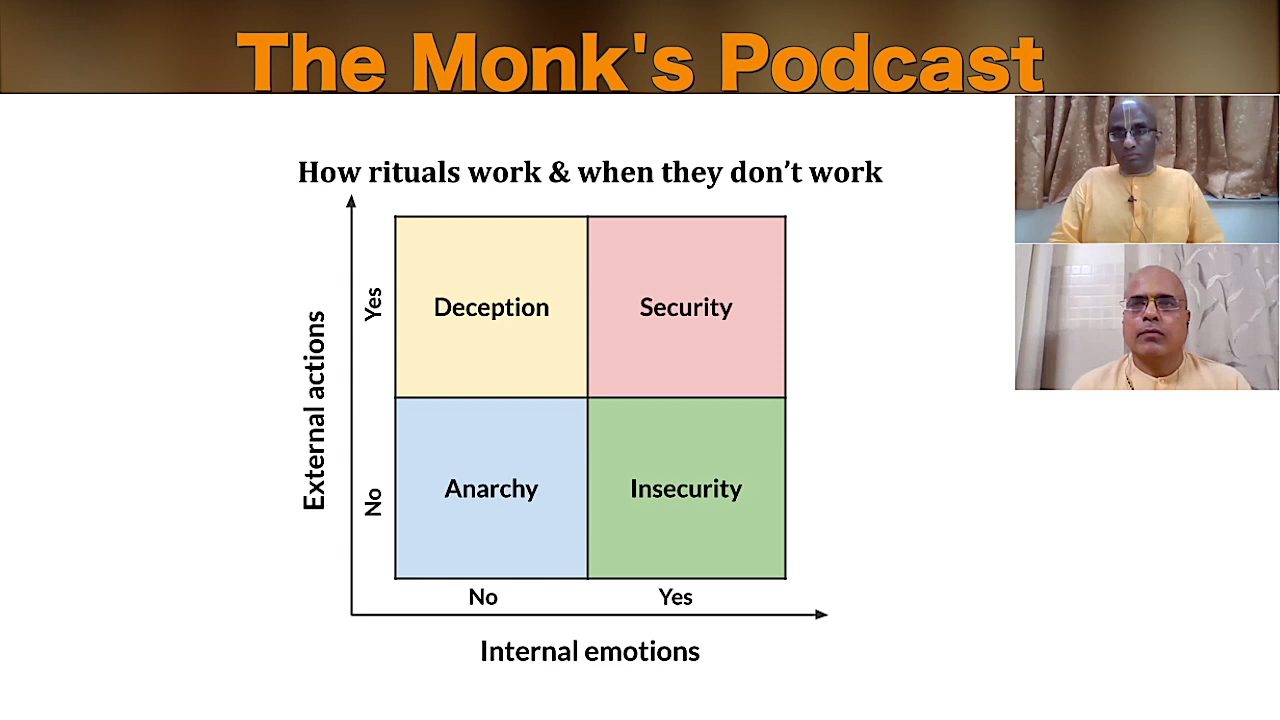 The Monk's Podcast
How rituals work & when they don't work
External actions
Yes
No
Deception
Security
Anarchy
Insecurity
No
Yes
Internal emotions